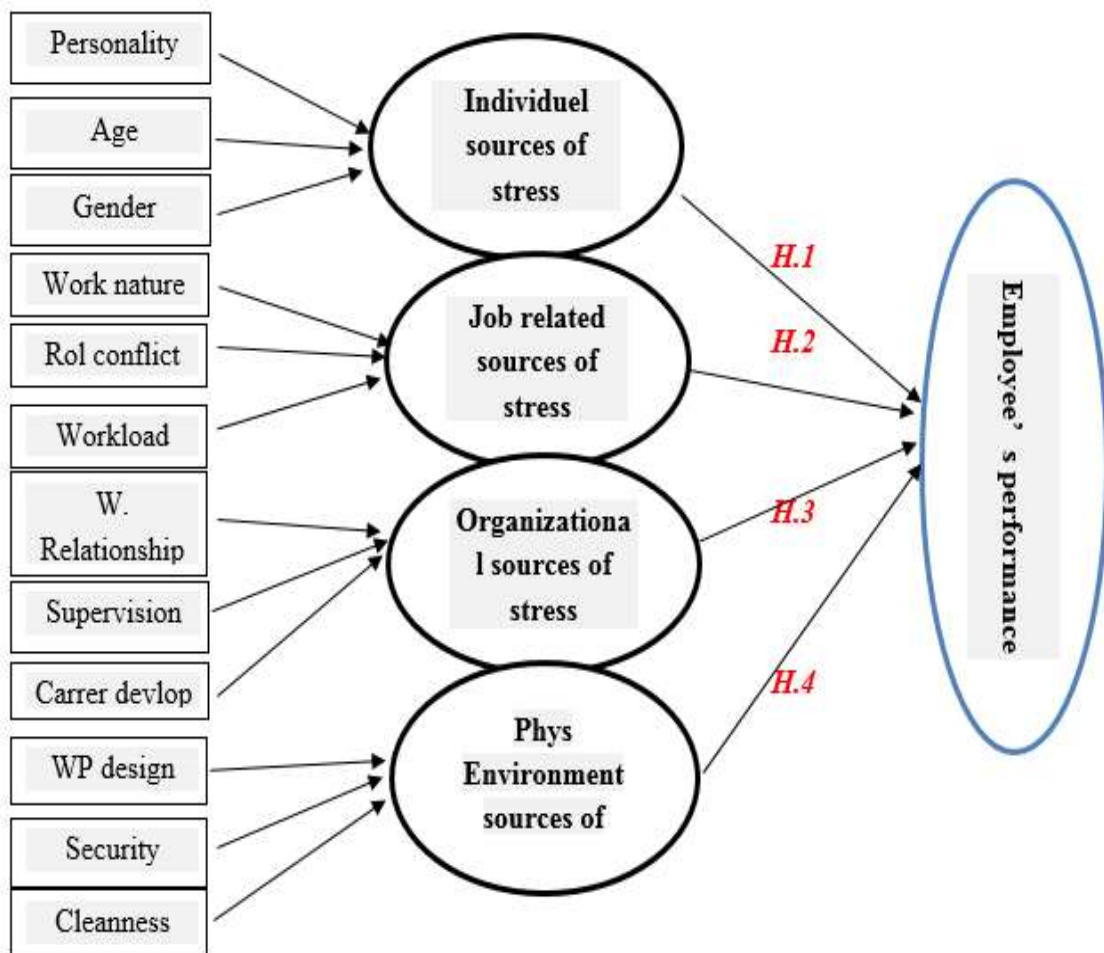 Personality
Age
Gender
Work nature
Rol conflict
Workload
W.
Relationship
Supervision
Carrer devlop
WP design
Security
Cleanness
Individuel
sources of
stress
Job related
sources of
stress
Organizationa
l sources of
stress
Phys
Environment
sources of
H.1
H.2
H.3
H.4
Employee’ s performance